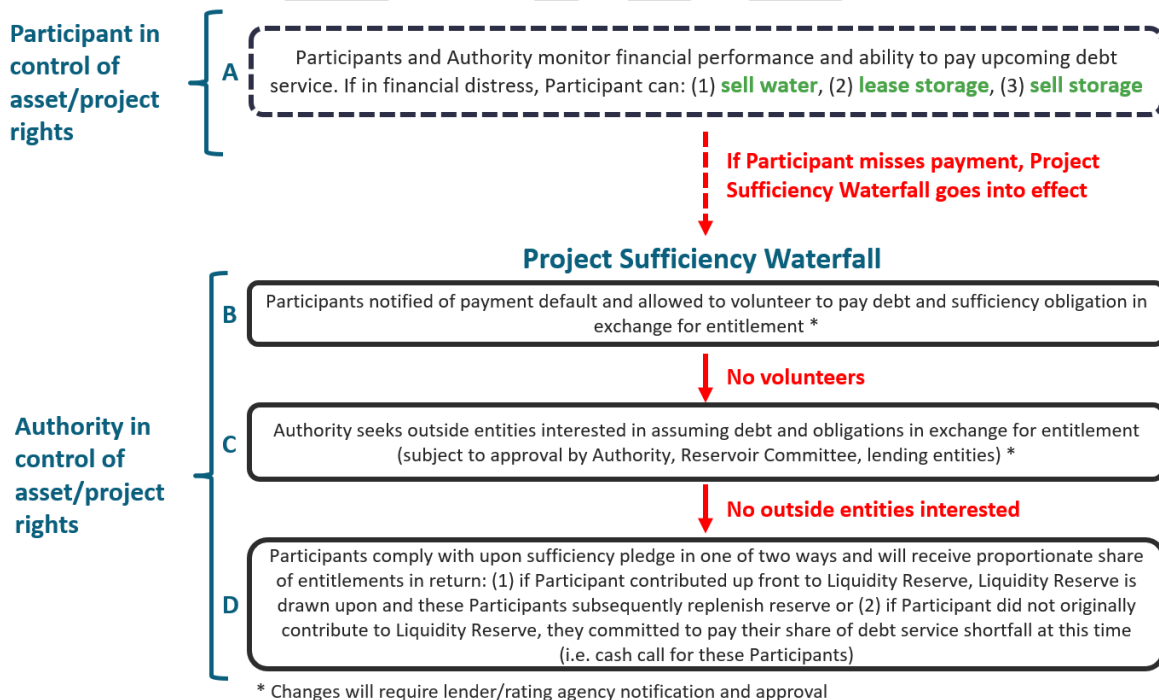 Participant in
control of
asset/project
rights
A
Participants and Authority monitor financial performance and ability to pay upcoming debt
service. If in financial distress, Participant can: (1) sell water, (2) lease storage, (3) sell storage
If Participant misses payment, Project
Sufficiency Waterfall goes into effect
Project Sufficiency Waterfall
Authority in
control of
asset/project
rights
B
Participants notified of payment default and allowed to volunteer to pay debt and sufficiency obligation in
exchange for entitlement *
No volunteers
C
Authority seeks outside entities interested in assuming debt and obligations in exchange for entitlement
(subject to approval by Authority, Reservoir Committee, lending entities) *
No outside entities interested
D
Participants comply with upon sufficiency pledge in one of two ways and will receive proportionate share
of entitlements in return: (1) if Participant contributed up front to Liquidity Reserve, Liquidity Reserve is
drawn upon and these Participants subsequently replenish reserve or (2) if Participant did not originally
contribute to Liquidity Reserve, they committed to pay their share of debt service shortfall at this time
(i.e. cash call for these Participants)
* Changes will require lender/rating agency notification and approval